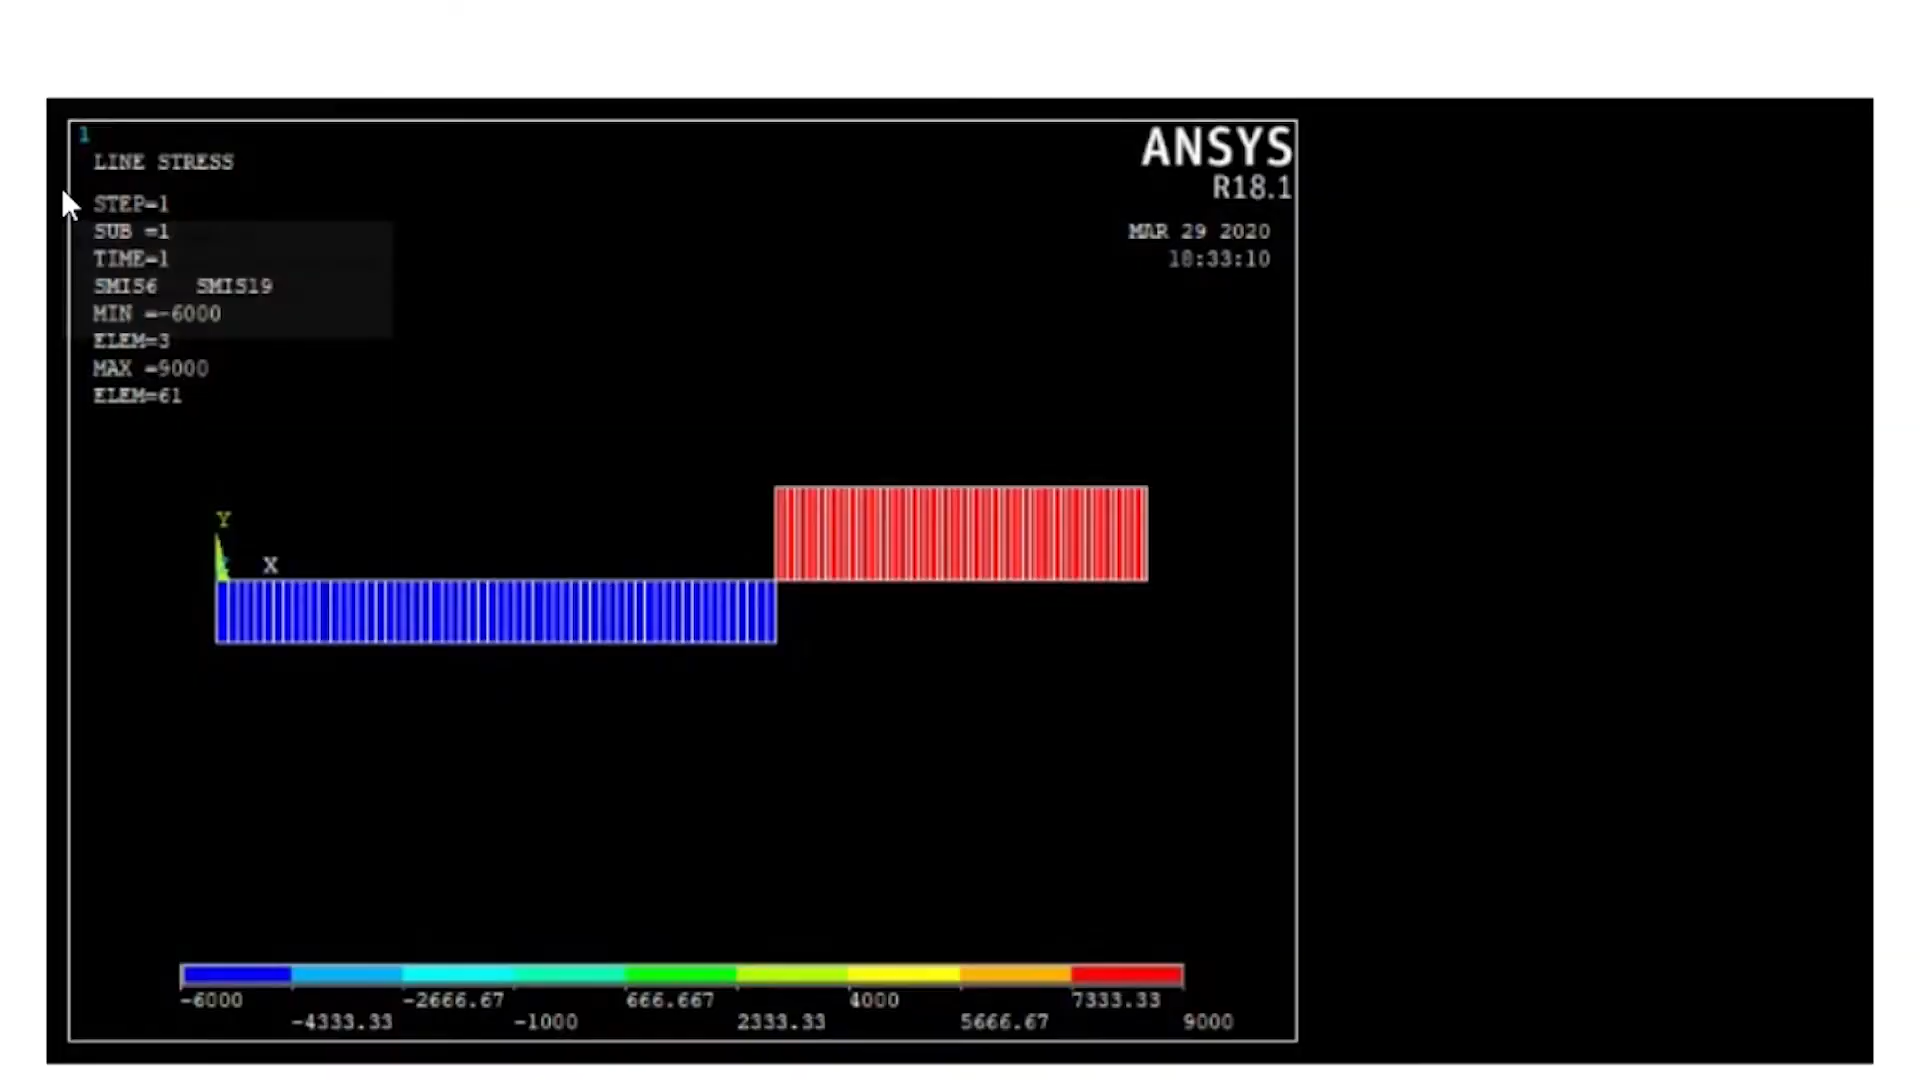 1
LINE STRESS
STEP=1
SUB =1
TIME=1
SMIS6 SMIS19
MIN =-6000
ELEM=3
MAX =9000
ELEM=61
ANSYS
R18.1
MAR 29 2020
18:33:10
Y
X
-6000 -2666.67 666.667 4000 7333.33
-4333.33 -1000 2333.33 5666.67 9000